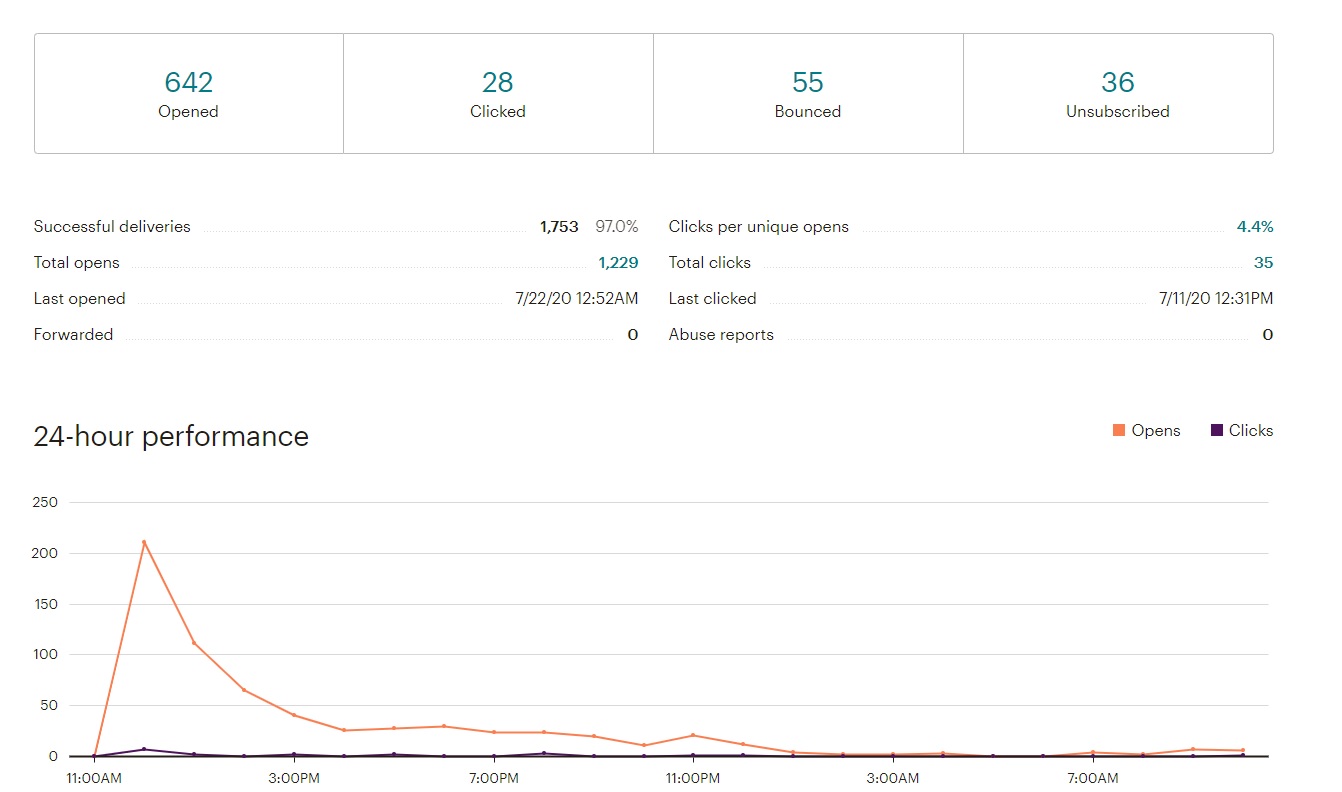 642
Opened
28
Clicked
55
Bounced
36
Unsubscribed
Successful deliveries 1,753 97.0%
Clicks per unique opens 4.4%
Total opens 1,229
Total clicks 35
Last opened 7/22/20 12:52AM
Last clicked 7/11/20 12:31PM
Forwarded 0
Abuse reports 0
24-hour performance
Opens Clicks
250
200
150
100
50
0
11:00AM 3:00PM 7:00PM 11:00PM 3:00AM 7:00AM